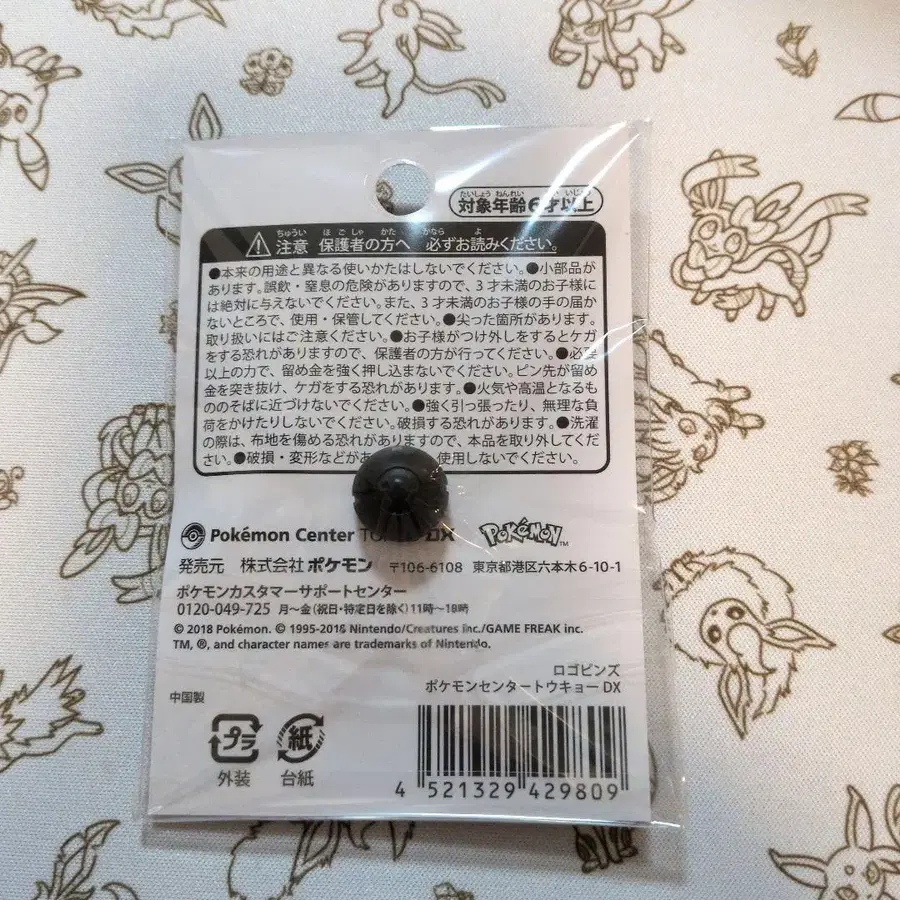 たいしょう ねんれい い いじょう
対象年齢6才以上
ちゅうい ほごしゃ かた かなら よ
注意 保護者の方へ 必ずお読みください。
●本来の用途と異なる使いかたはしないでください。●小部品が
あります。誤飲・窒息の危険がありますので、3才未満のお子様に
は絶対に与えないでください。また、3才未満のお子様の手の届か
ないところで、使用・保管してください。●尖った箇所があります。
取り扱いにはご注意ください。●お子様がつけ外しをするとケガ
をする恐れがありますので、保護者の方が行ってください。●必要
以上の力で、留め金を強く押し込まないでください。ピン先が留め
金を突き抜け、ケガをする恐れがあります。●火気や高温となるも
ののそばに近づけないでください。●強く引っ張ったり、無理な負
荷をかけたりしないでください。破損する恐れがあります。●洗濯
の際は、布地を傷める恐れがありますので、本品を取り外してくだ
さい。●破損・変形などがあ 使用しないでください。
Pokémon Center TO DX POKÉMON TM
発売元 株式会社ポケモン 〒106-6108 東京都港区六本木6-10-1
ポケモンカスタマーサポートセンター
0120-049-725 月～金(祝日・特定日を除く)11時～18時
© 2018 Pokémon. © 1995-2018 Nintendo/Creatures Inc./GAME FREAK inc.
TM, ®, and character names are trademarks of Nintendo.
ロゴピンズ
ポケモンセンタートウキョーDX
中国製
プラ 紙
外装 台紙
4 521329 429809